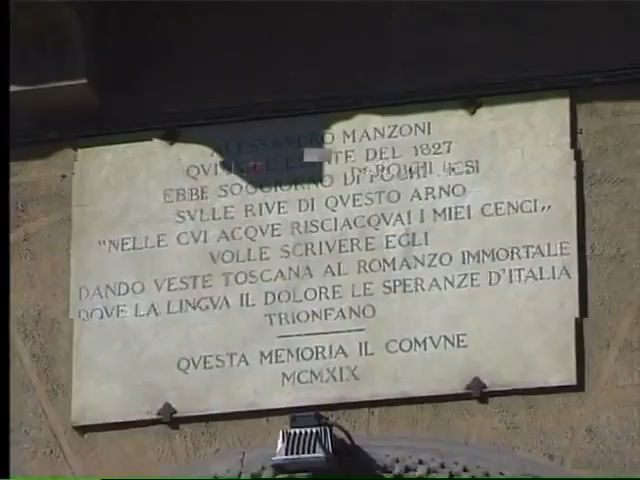 ALESSANDRO MANZONI
QVI TE DEL 1827
EBBE SOGGIORNO DI POCHI MESI
SVLLE RIVE DI QVESTO ARNO
"NELLE CVI ACQVE RISCIACQVAI I MIEI CENCI,,
VOLLE SCRIVERE EGLI
DANDO VESTE TOSCANA AL ROMANZO IMMORTALE
DOVE LA LINGVA IL DOLORE LE SPERANZE D'ITALIA
TRIONFANO
QVESTA MEMORIA IL COMVNE
MCMXIX